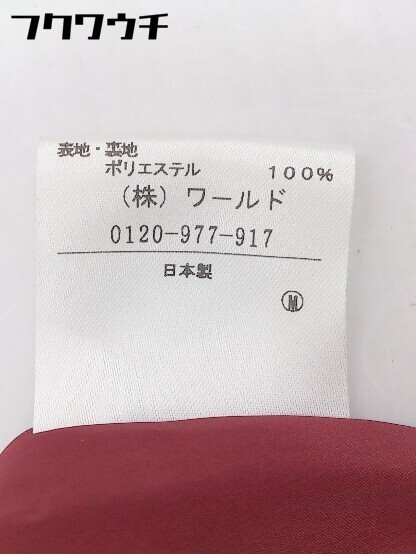 フクワウチ
表地・裏地
ポリエステル 100%
（株）ワールド
0120-977-917
日本製
Ⓜ